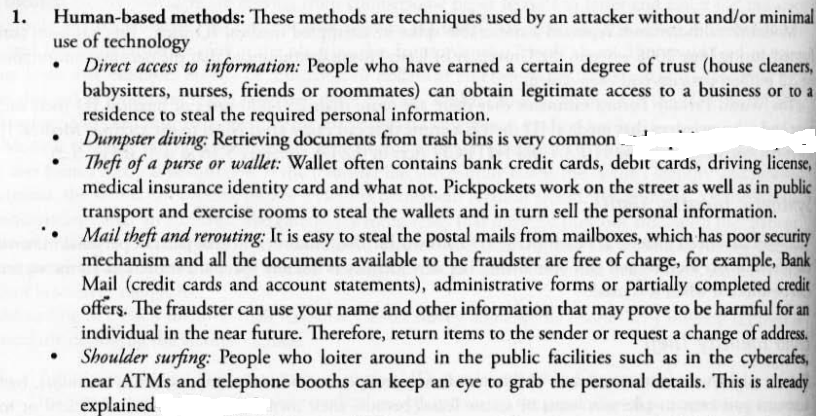 1. Human-based methods: These methods are techniques used by an attacker without and/or minimal
use of technology
Direct access to information: People who have earned a certain degree of trust (house cleaners,
babysitters, nurses, friends or roommates) can obtain legitimate access to a business or to a
residence to steal the required personal information.
Dumpster diving: Retrieving documents from trash bins is very common
• Theft of a purse or wallet: Wallet often contains bank credit cards, debit cards, driving license,
medical insurance identity card and what not. Pickpockets work on the street as well as in public
transport and exercise rooms to steal the wallets and in turn sell the personal information.
• Mail theft and rerouting: It is easy to steal the postal mails from mailboxes, which has poor security
mechanism and all the documents available to the fraudster are free of charge, for example, Bank
Mail (credit cards and account statements), administrative forms or partially completed credit
offers. The fraudster can use your name and other information that may prove to be harmful for an
individual in the near future. Therefore, return items to the sender or request a change of address.
• Shoulder surfing: People who loiter around in the public facilities such as in the cybercafes,
near ATMs and telephone booths can keep an eye to grab the personal details. This is already
explained